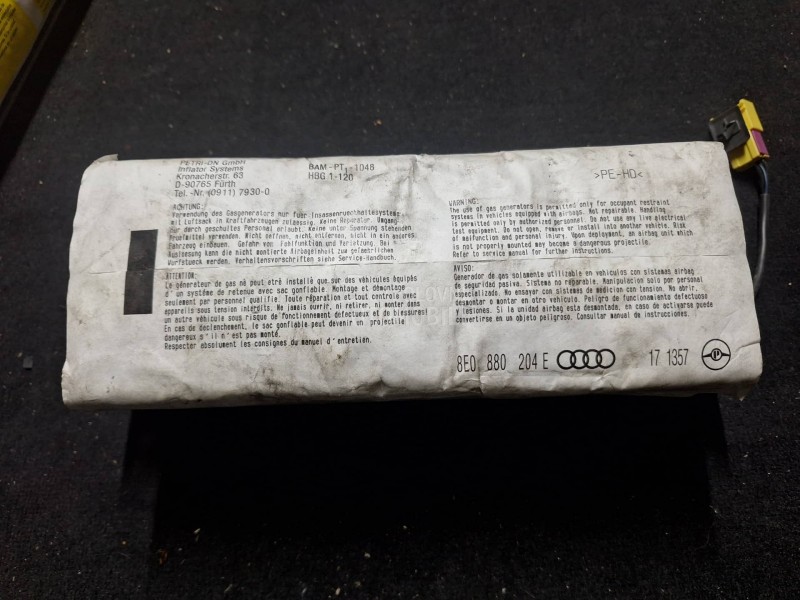 PETRI-DN GmbH
Inflator Systems
Kronacherstr. 63
D-90765 Fürth
Tel.-Nr. (0911) 7930-0
BAM-PT1-1048
HBG 1-120
>PE-HD<
ACHTUNG:
Verwendung des Gasgenerators nur fuer Insassenrueckhaltesysteme
mit Luftsack in Kraftfahrzeugen zulaessig. Keine Reparatur. Umgang
nur durch geschultes Personal erlaubt. Keine unter Spannung stehenden
Pruefmittel verwenden. Nicht oeffnen, nicht entfernen, nicht in ein anderes
Fahrzeug einbauen. Gefahr von Fehlfunktion und Verletzung. Bei
Ausloesung kann die nicht montierte Airbageinheit zum gefaehrlichen
Wurfstueck werden. Verhaltensvorschriften siehe Service-Handbuch.
WARNING:
The use of gas generators is permitted only for occupant restraint
systems in vehicles equipped with airbags. Not repairable. Handling
is permitted only by authorized personnel. Do not use any live electrical
test equipment. Do not open, remove or install into another vehicle. Risk
of malfunction and personal injury. Upon deployment, an airbag unit which
is not properly mounted may become a dangerous projectile.
Refer to service manual for further instructions.
ATTENTION:
Le générateur de gas ne peut etre installé que sur des véhicules équipés
d'un système de retenue avec sac gonflable. Montage et démontage
seulement par personnel qualifie. Toute réparation et tout controle avec
appareils sous tension interdits. Ne jamais ouvrir, ni retirer, ni monter dans
un autre véhicule sous risque de fonctionnement défectueux et de blessures!
En cas de declenchement, le sac gonflable peut devenir un projectile
dangereux s'il n'est pas monté.
Respecter absolument les consignes du manuel d'entretien.
AVISO:
Generador de gas solamente utilizable en vehiculos con sistemas airbag
de seguridad pasiva. Sistema no reparable. Manipulacion solo por personal
especializado. No ensayar con sistemas de medicion con tension. No abrir,
desmontar o montar en otro vehiculo. Peligro de funcionamiento defectuoso
y lesiones. Si la unidad airbag esta desmontada, en caso de activarse puede
convertirse en un objeto peligroso. Consultar manual de instrucciones.
8E0 880 204 E
17 1357
P